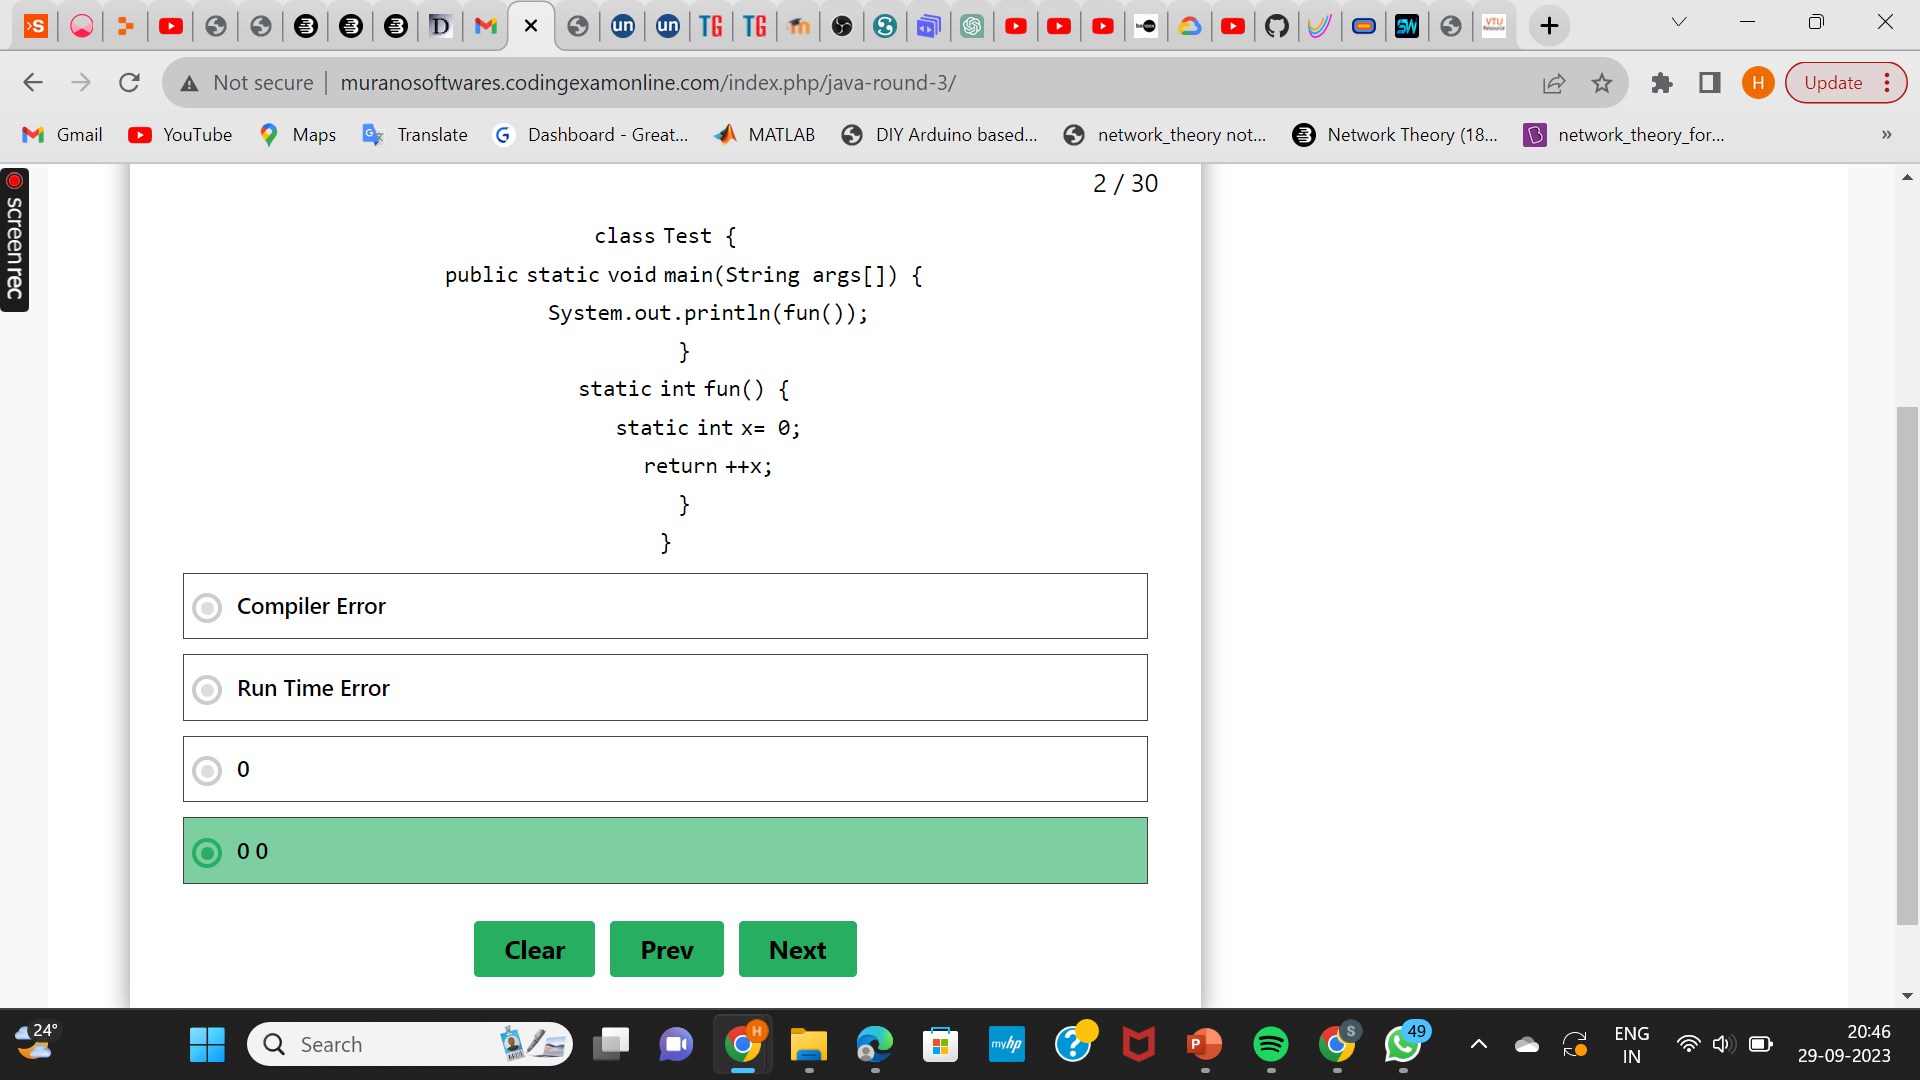 Not secure | muranosoftwares.codingexamonline.com/index.php/java-round-3/
H
Update
Gmail
YouTube
Maps
Translate
Dashboard - Great...
MATLAB
DIY Arduino based...
network_theory not...
Network Theory (18...
network_theory_for...
»
screenrec
2 / 30
class Test {
public static void main(String args[]) {
System.out.println(fun());
}
static int fun() {
static int x= 0;
return ++x;
}
}
Compiler Error
Run Time Error
0
0 0
Clear
Prev
Next
24°
Search
H
myhp
P
S
49
ENG
IN
20:46
29-09-2023